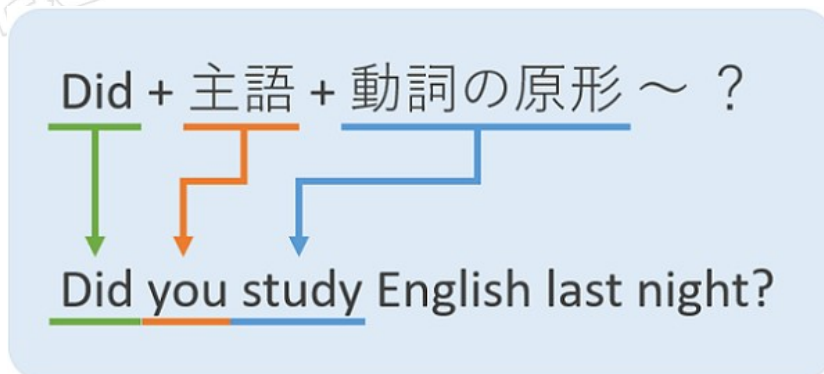 Did + 主語 + 動詞の原形 ～ ?
Did you study English last night?